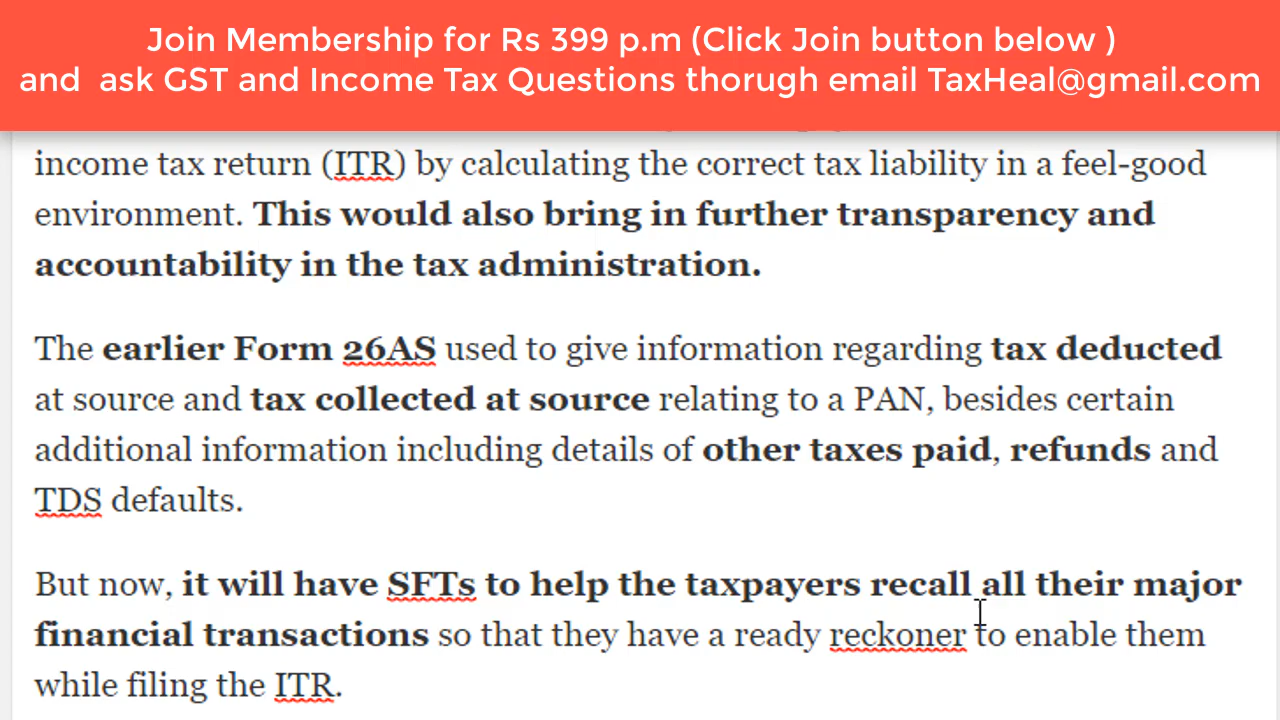 Join Membership for Rs 399 p.m (Click Join button below )
and ask GST and Income Tax Questions thorugh email TaxHeal@gmail.com
income tax return (ITR) by calculating the correct tax liability in a feel-good
environment. This would also bring in further transparency and
accountability in the tax administration.
The earlier Form 26AS used to give information regarding tax deducted
at source and tax collected at source relating to a PAN, besides certain
additional information including details of other taxes paid, refunds and
TDS defaults.
But now, it will have SFTs to help the taxpayers recall all their major
financial transactions so that they have a ready reckoner to enable them
while filing the ITR.